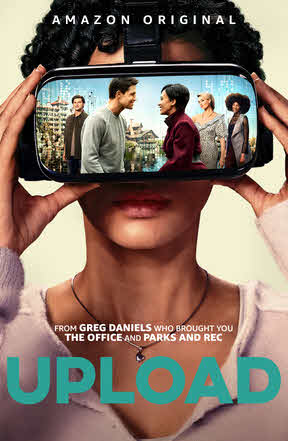 AMAZON ORIGINAL
FROM GREG DANIELS WHO BROUGHT YOU
THE OFFICE AND PARKS AND REC
UPLOAD